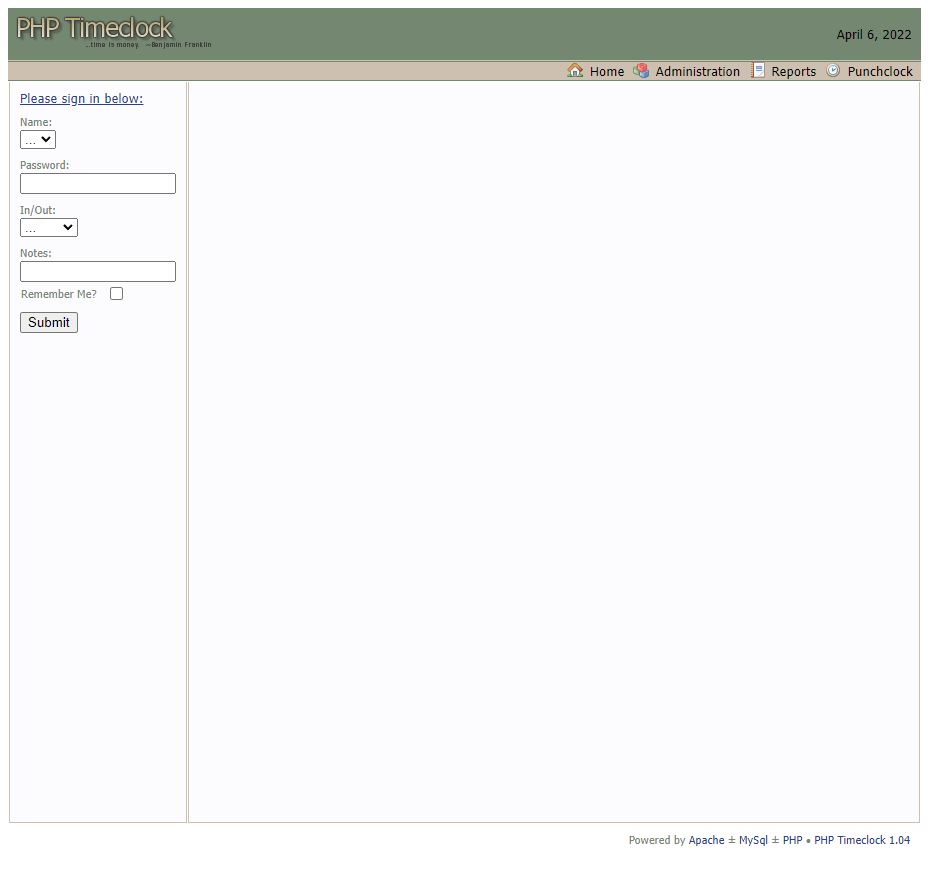 PHP Timeclock
...time is money. —Benjamin Franklin
April 6, 2022
Home Administration Reports Punchclock
Please sign in below:
Name:
...
Password:
In/Out:
...
Notes:
Remember Me?
Submit
Powered by Apache ± MySql ± PHP • PHP Timeclock 1.04